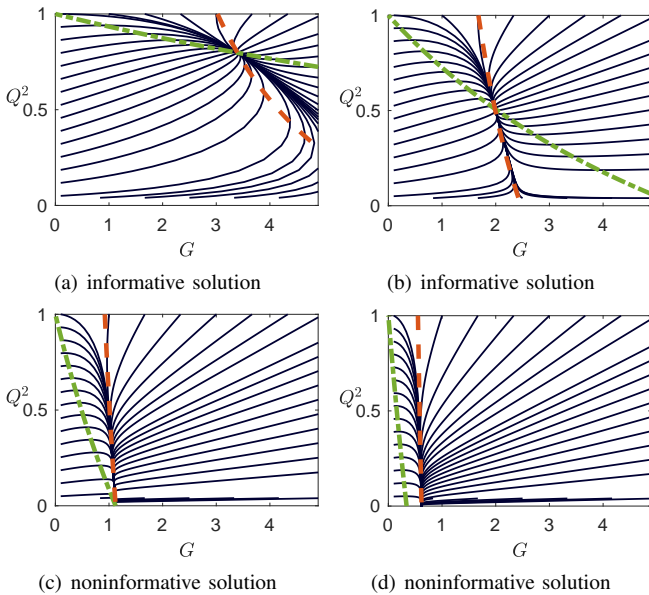 1
0.5
0
Q²
0 1 2 3 4
G
(a) informative solution
1
0.5
0
Q²
0 1 2 3 4
G
(b) informative solution
1
0.5
0
Q²
0 1 2 3 4
G
(c) noninformative solution
1
0.5
0
Q²
0 1 2 3 4
G
(d) noninformative solution